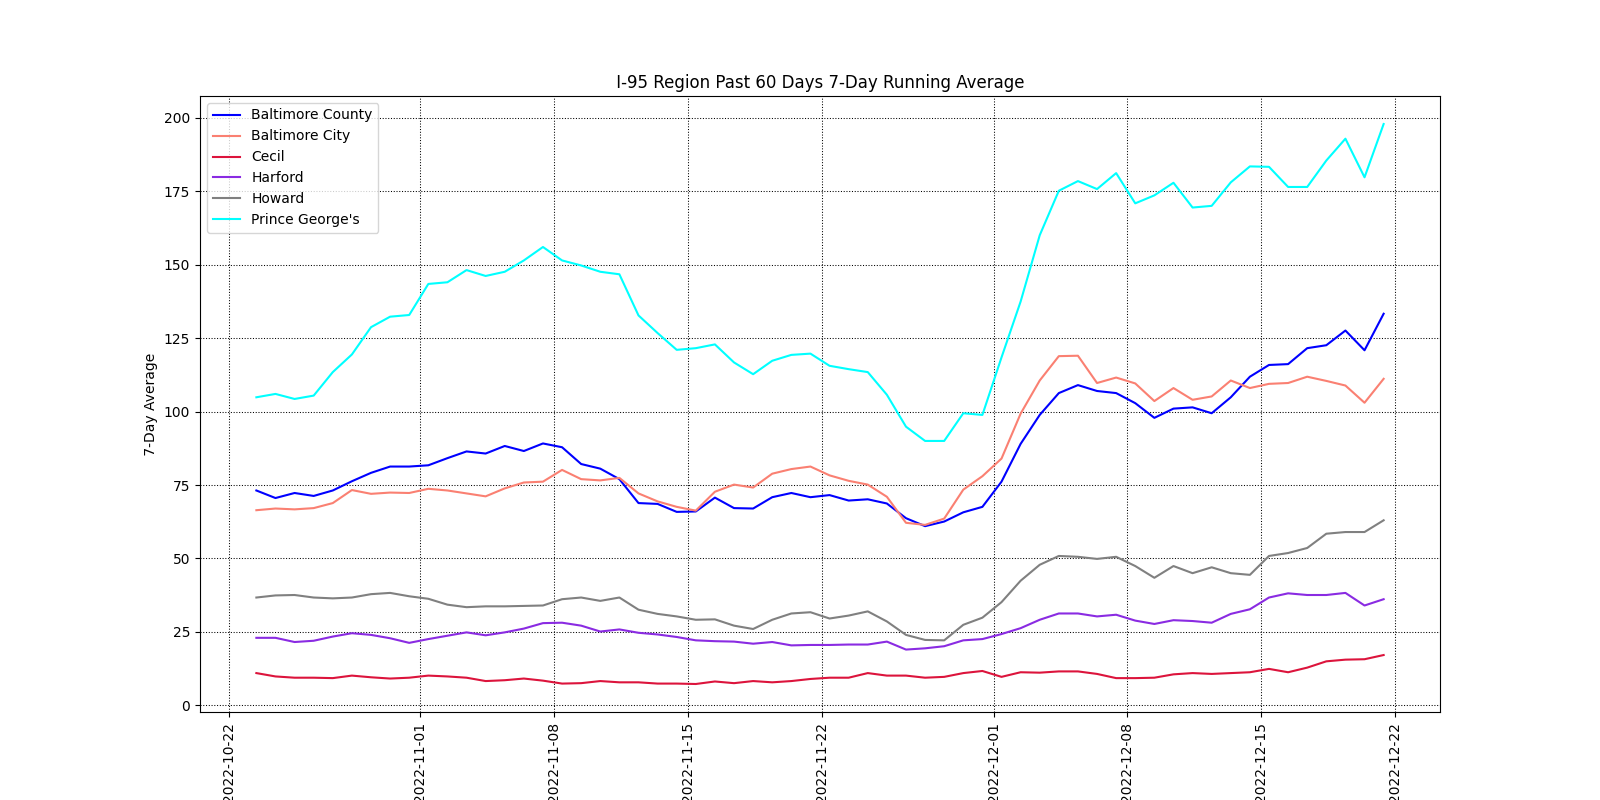 I-95 Region Past 60 Days 7-Day Running Average
Baltimore County
Baltimore City
Cecil
Harford
Howard
Prince George's
7-Day Average
200
175
150
125
100
75
50
25
0
2022-10-22
2022-11-01
2022-11-08
2022-11-15
2022-11-22
2022-12-01
2022-12-08
2022-12-15
2022-12-22